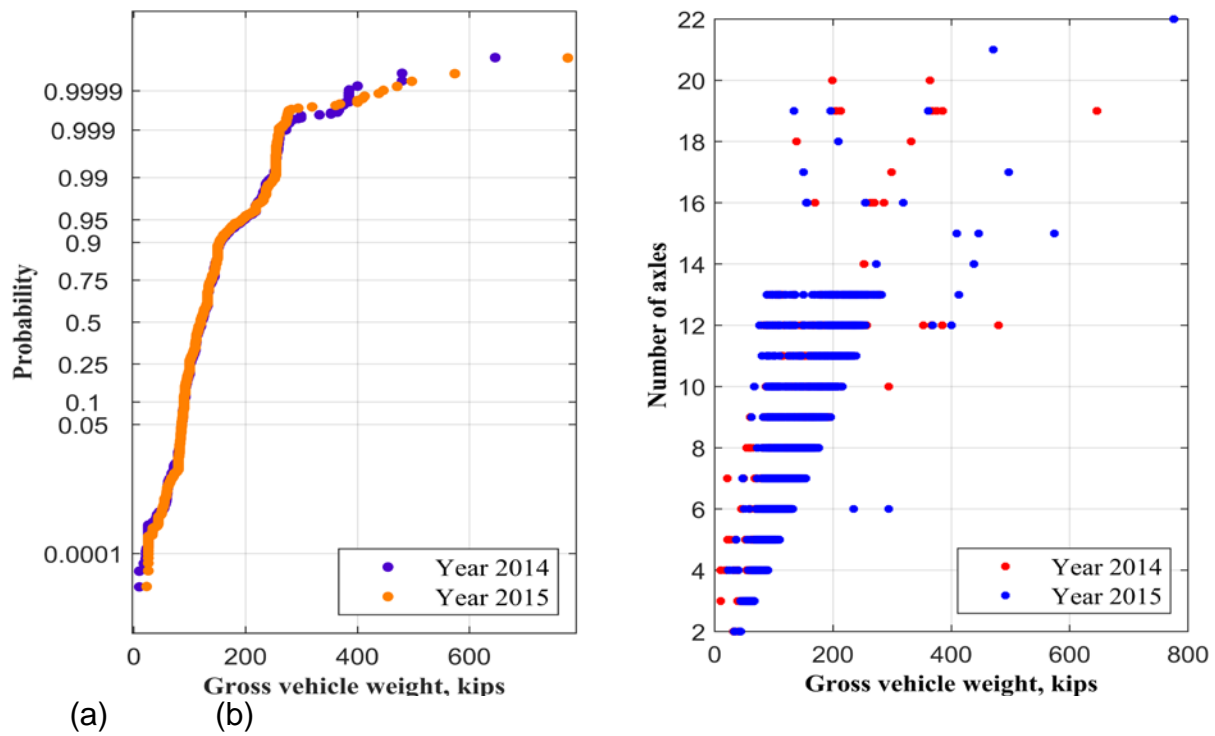 0.9999
0.999
0.99
0.95
0.9
0.75
0.5
0.25
0.1
0.05
0.0001
Probability
Year 2014
Year 2015
0 200 400 600
Gross vehicle weight, kips
22
20
18
16
14
12
10
8
6
4
2
Number of axles
Year 2014
Year 2015
0 200 400 600 800
Gross vehicle weight, kips
(a) (b)